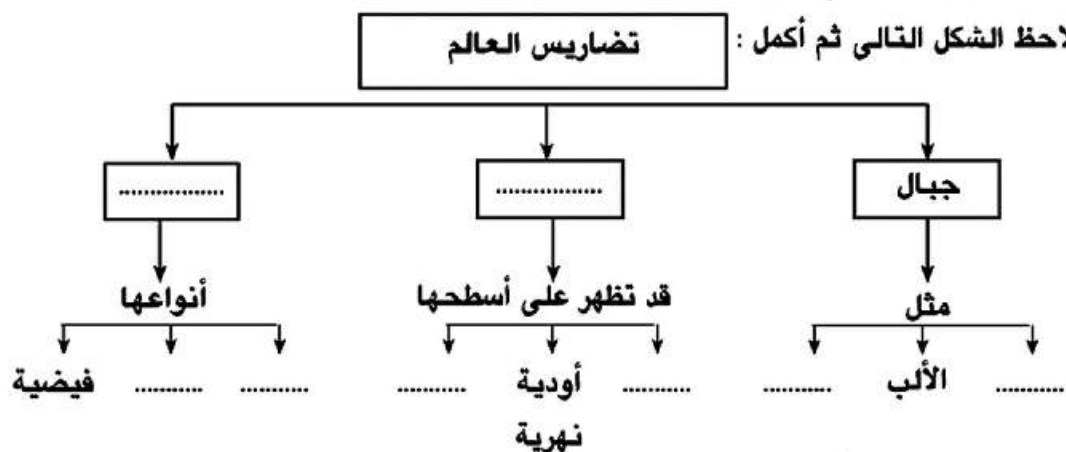 لاحظ الشكل التالى ثم أكمل :
تضاريس العالم
جبال
.................
.................
مثل
قد تظهر على أسطحها
أنواعها
........... الألب ...........
........... أودية نهرية ...........
........... ........... فيضية